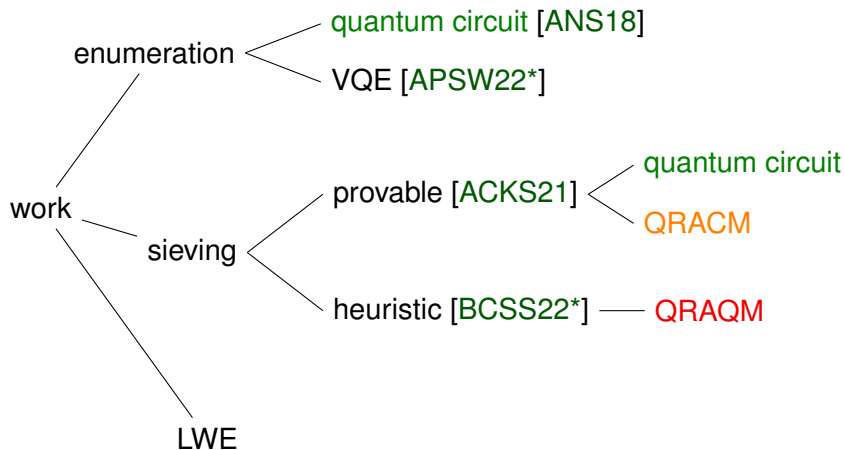 quantum circuit [ANS18]
enumeration
VQE [APSW22*]
quantum circuit
provable [ACKS21]
work
QRACM
sieving
heuristic [BCSS22*]
QRAQM
LWE